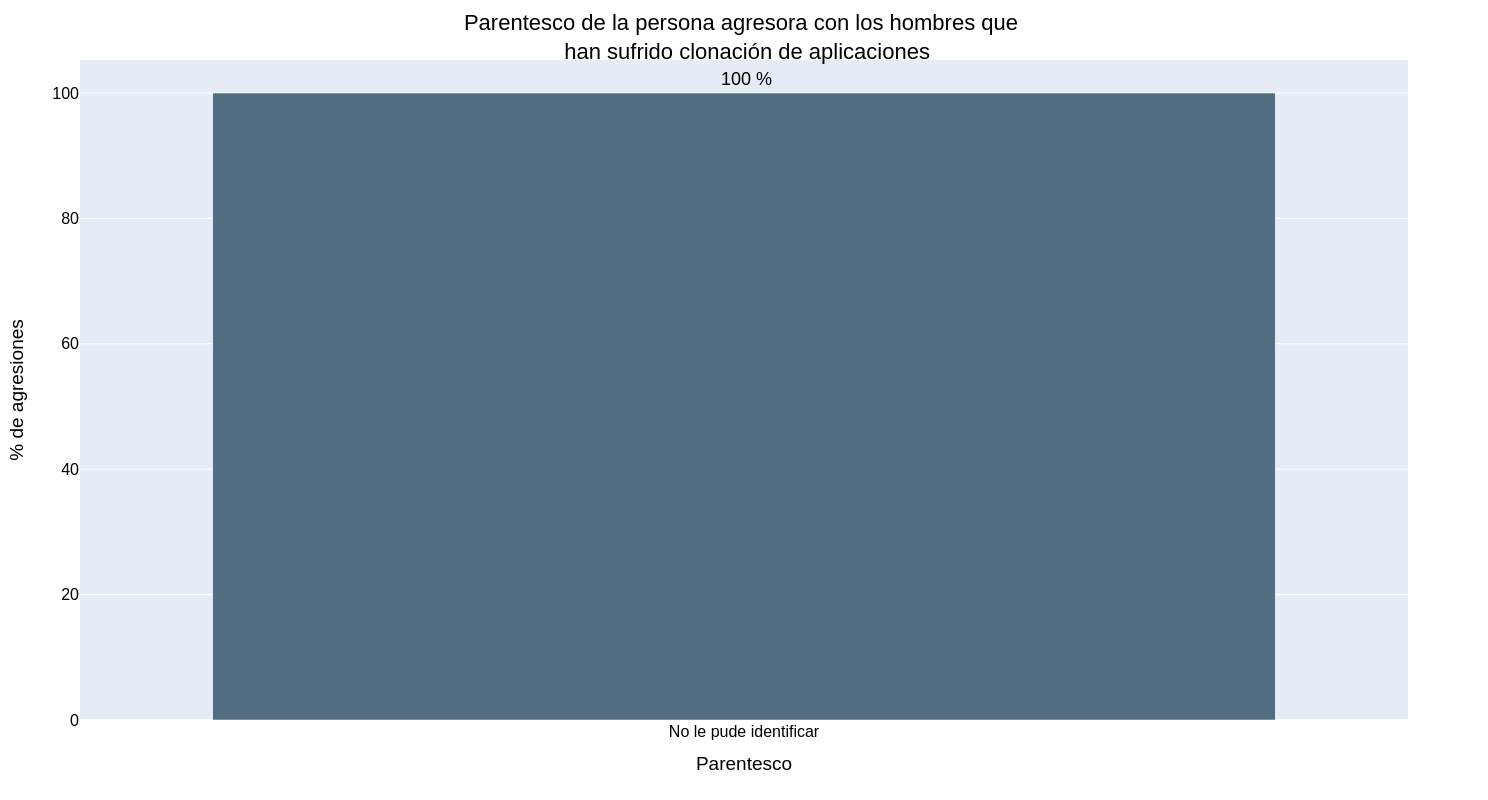 Parentesco de la persona agresora con los hombres que
han sufrido clonación de aplicaciones
100 %
100
80
60
40
20
0
% de agresiones
No le pude identificar
Parentesco